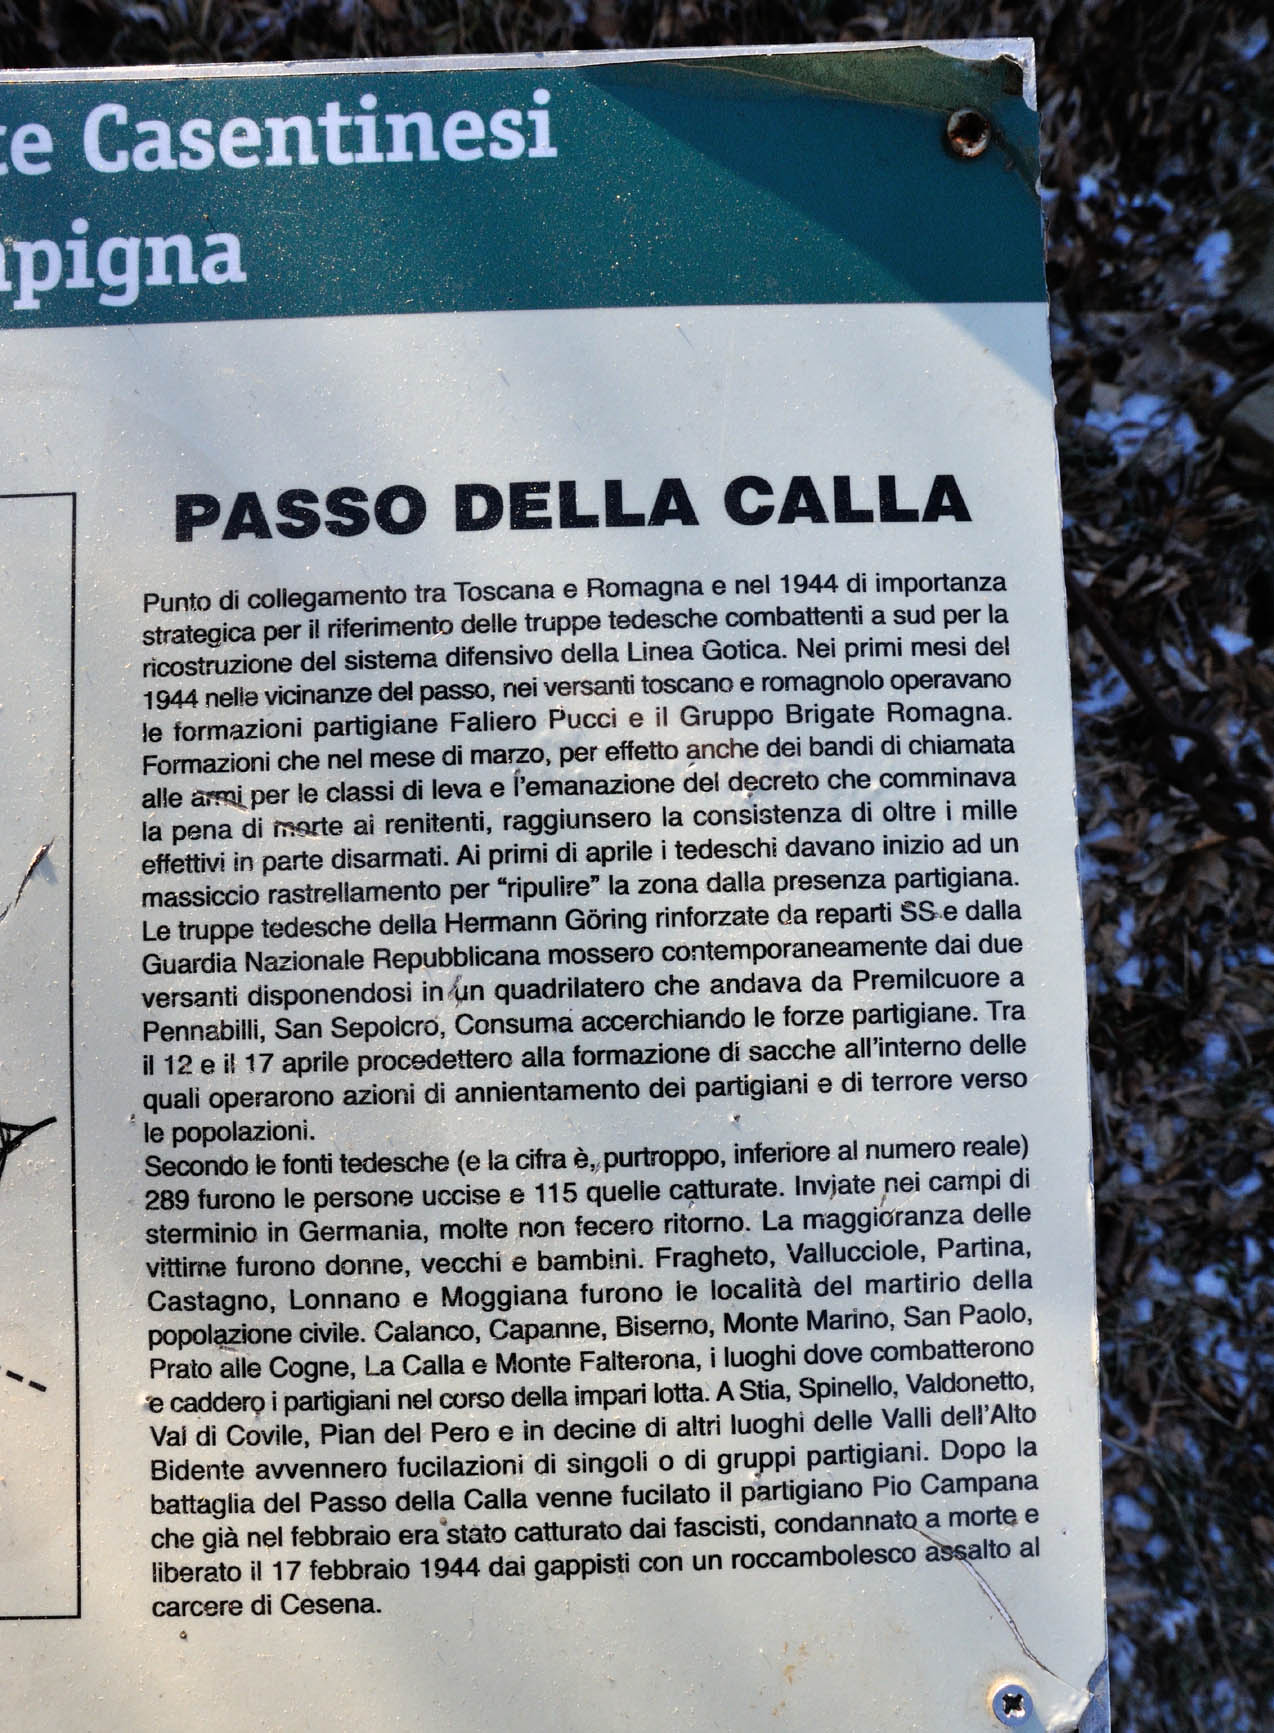 te Casentinesi
pigna
PASSO DELLA CALLA
Punto di collegamento tra Toscana e Romagna e nel 1944 di importanza
strategica per il riferimento delle truppe tedesche combattenti a sud per la
ricostruzione del sistema difensivo della Linea Gotica. Nei primi mesi del
1944 nelle vicinanze del passo, nei versanti toscano e romagnolo operavano
le formazioni partigiane Faliero Pucci e il Gruppo Brigate Romagna.
Formazioni che nel mese di marzo, per effetto anche dei bandi di chiamata
alle armi per le classi di leva e l'emanazione del decreto che comminava
la pena di morte ai renitenti, raggiunsero la consistenza di oltre i mille
effettivi in parte disarmati. Ai primi di aprile i tedeschi davano inizio ad un
massiccio rastrellamento per “ripulire” la zona dalla presenza partigiana.
Le truppe tedesche della Hermann Göring rinforzate da reparti SS e dalla
Guardia Nazionale Repubblicana mossero contemporaneamente dai due
versanti disponendosi in un quadrilatero che andava da Premilcuore a
Pennabilli, San Sepolcro, Consuma accerchiando le forze partigiane. Tra
il 12 e il 17 aprile procedettero alla formazione di sacche all'interno delle
quali operarono azioni di annientamento dei partigiani e di terrore verso
le popolazioni.
Secondo le fonti tedesche (e la cifra è, purtroppo, inferiore al numero reale)
289 furono le persone uccise e 115 quelle catturate. Inviate nei campi di
sterminio in Germania, molte non fecero ritorno. La maggioranza delle
vittime furono donne, vecchi e bambini. Fragheto, Vallucciole, Partina,
Castagno, Lonnano e Moggiana furono le località del martirio della
popolazione civile. Calanco, Capanne, Biserno, Monte Marino, San Paolo,
Prato alle Cogne, La Calla e Monte Falterona, i luoghi dove combatterono
e caddero i partigiani nel corso della impari lotta. A Stia, Spinello, Valdonetto,
Val di Covile, Pian del Pero e in decine di altri luoghi delle Valli dell'Alto
Bidente avvennero fucilazioni di singoli o di gruppi partigiani. Dopo la
battaglia del Passo della Calla venne fucilato il partigiano Pio Campana
che già nel febbraio era stato catturato dai fascisti, condannato a morte e
liberato il 17 febbraio 1944 dai gappisti con un roccambolesco assalto al
carcere di Cesena.